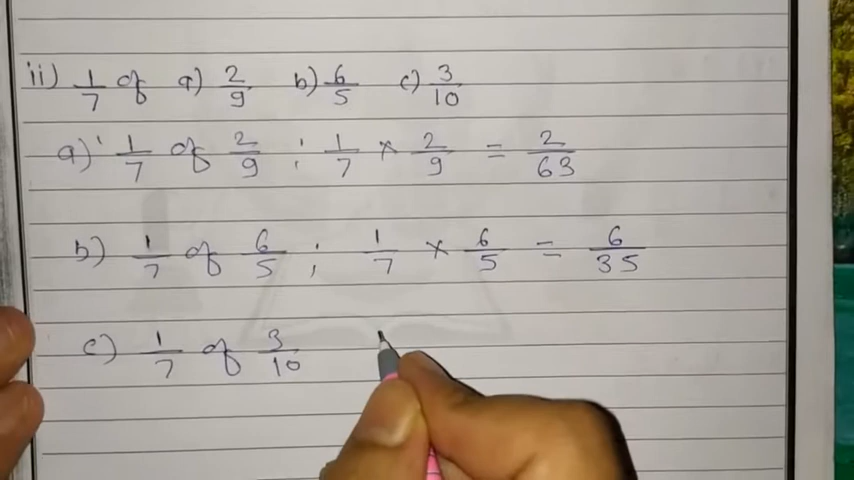 ii) 1/7 of a) 2/9 b) 6/5 c) 3/10
a) 1/7 of 2/9 ; 1/7 × 2/9 = 2/63
b) 1/7 of 6/5 ; 1/7 × 6/5 = 6/35
c) 1/7 of 3/10